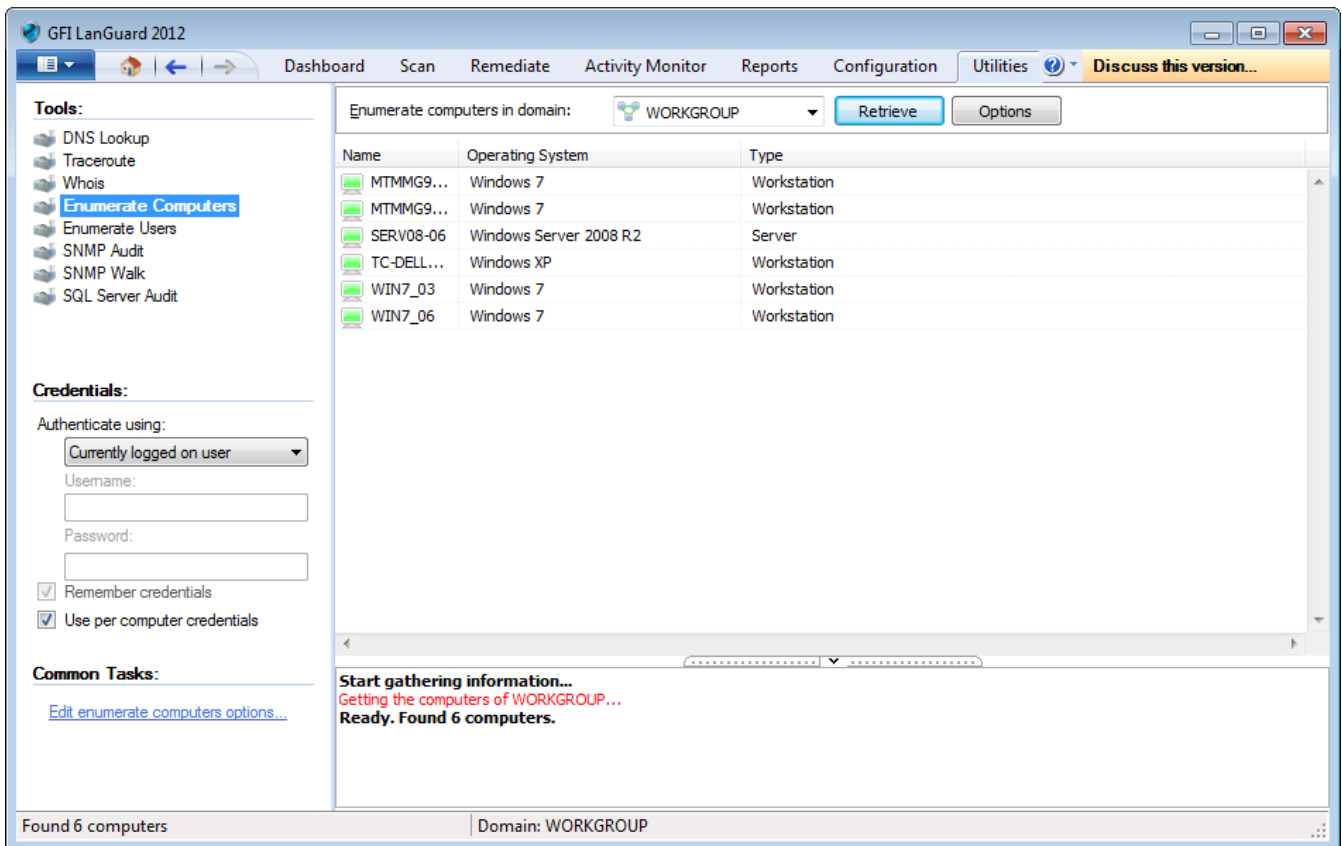 GFI LanGuard 2012
Dashboard Scan Remediate Activity Monitor Reports Configuration Utilities Discuss this version...
Tools:
DNS Lookup
Traceroute
Whois
Enumerate Computers
Enumerate Users
SNMP Audit
SNMP Walk
SQL Server Audit
Credentials:
Authenticate using:
Currently logged on user
Username:
Password:
Remember credentials
Use per computer credentials
Common Tasks:
Edit enumerate computers options...
Enumerate computers in domain: WORKGROUP Retrieve Options
Name Operating System Type
MTMMG9... Windows 7 Workstation
MTMMG9... Windows 7 Workstation
SERV08-06 Windows Server 2008 R2 Server
TC-DELL... Windows XP Workstation
WIN7_03 Windows 7 Workstation
WIN7_06 Windows 7 Workstation
Start gathering information...
Getting the computers of WORKGROUP...
Ready. Found 6 computers.
Found 6 computers Domain: WORKGROUP